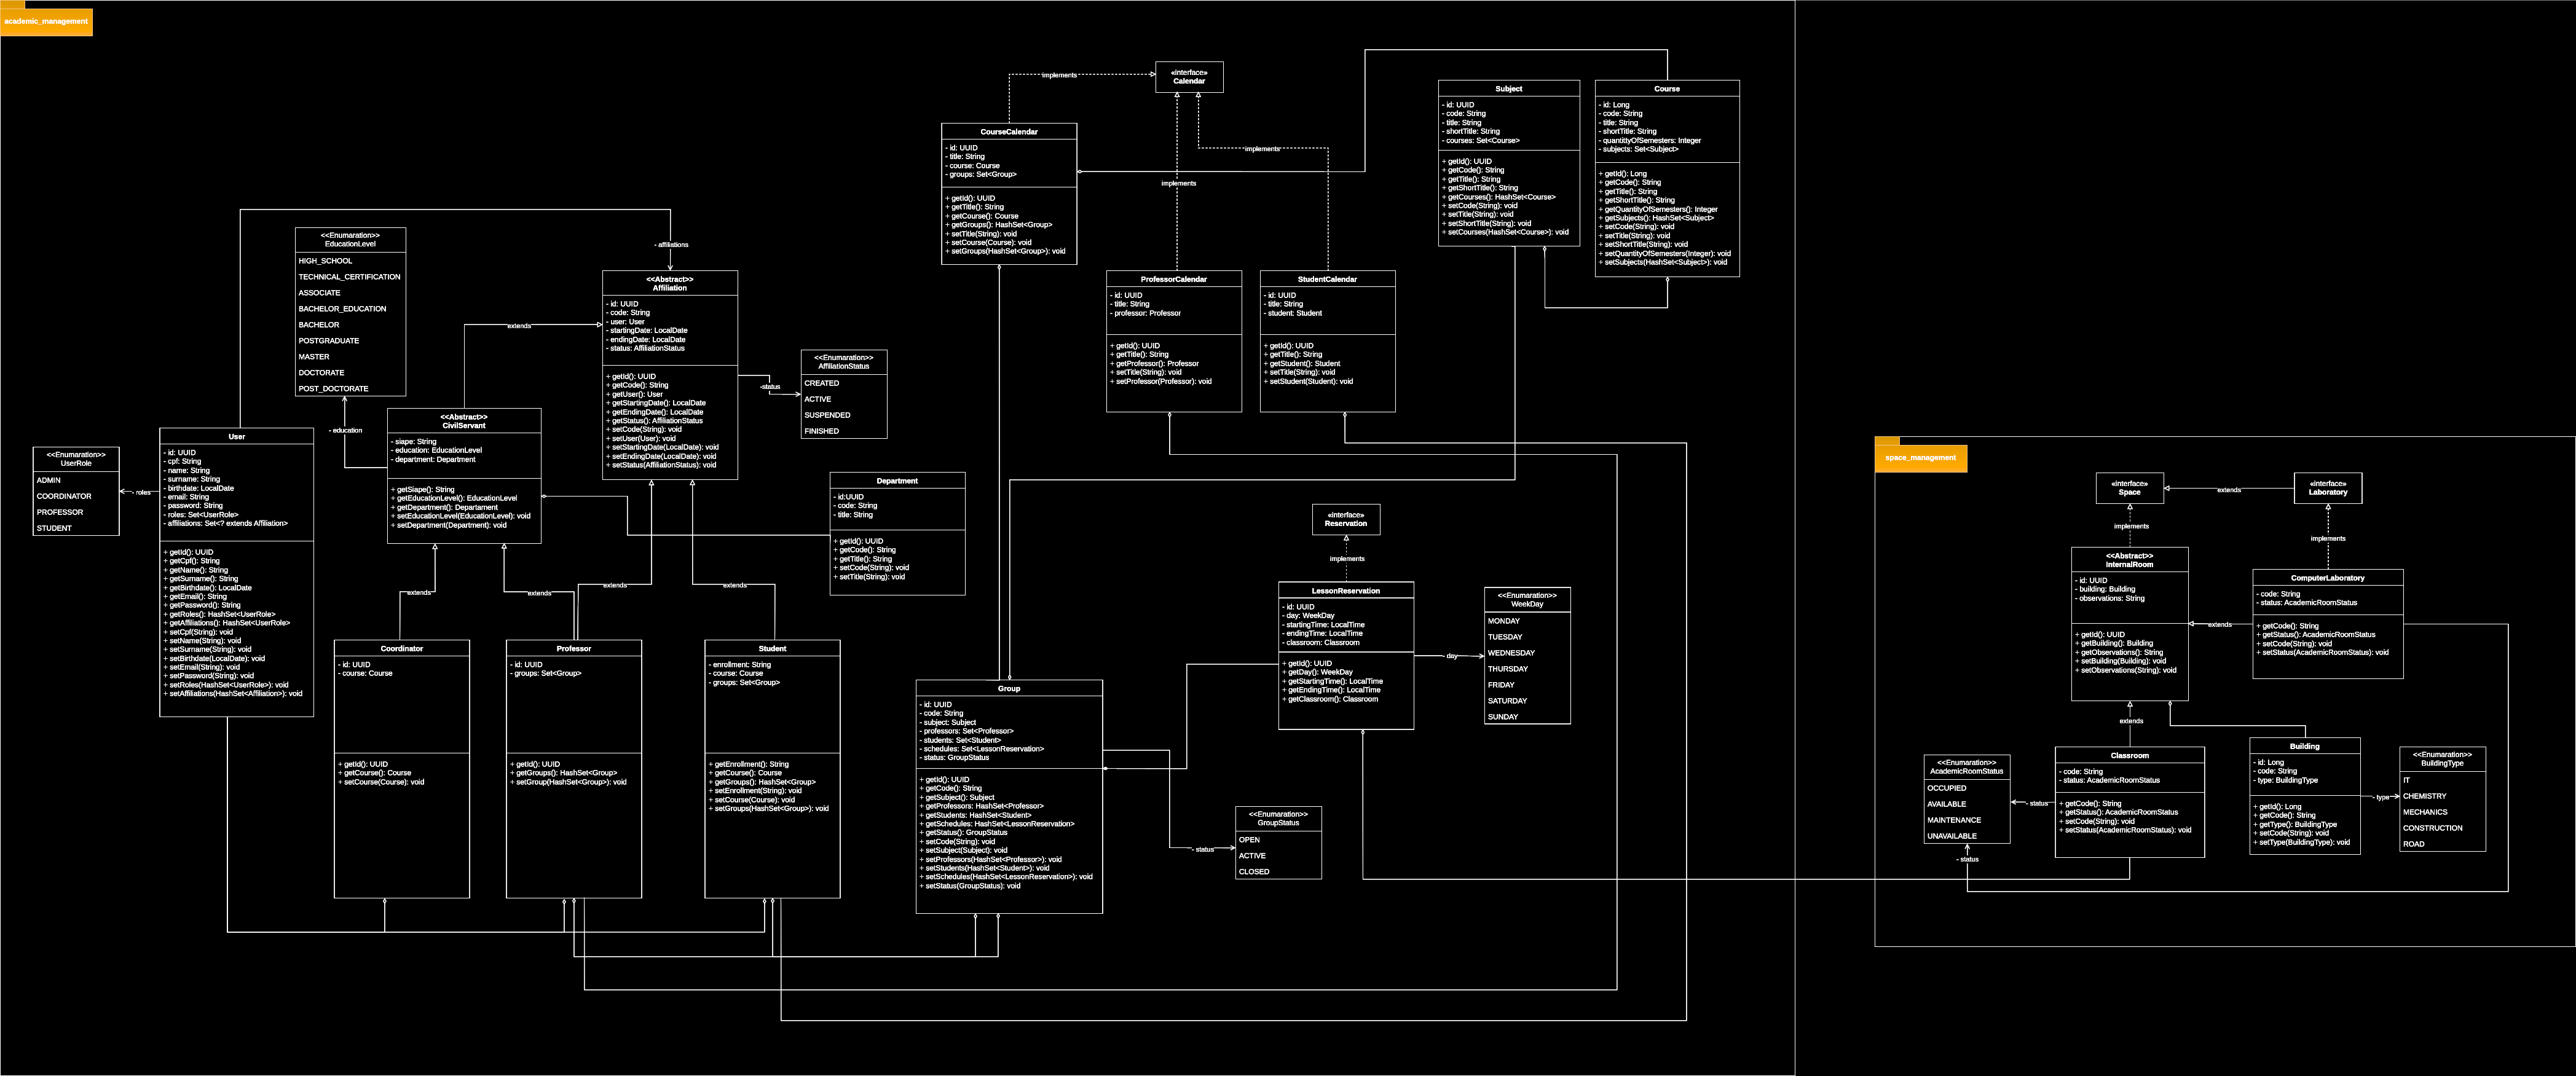 academic_management
implements
«interface»
Calendar
implements
implements
CourseCalendar
- id: UUID
- title: String
- course: Course
- groups: Set<Group>
+ getId(): UUID
+ getTitle(): String
+ getCourse(): Course
+ getGroups(): HashSet<Group>
+ setTitle(String): void
+ setCourse(Course): void
+ setGroups(HashSet<Group>): void
Subject
- id: UUID
- code: String
- title: String
- shortTitle: String
- courses: Set<Course>
+ getId(): UUID
+ getCode(): String
+ getTitle(): String
+ getShortTitle(): String
+ getCourses(): HashSet<Course>
+ setCode(String): void
+ setTitle(String): void
+ setShortTitle(String): void
+ setCourses(HashSet<Course>): void
Course
- id: Long
- code: String
- title: String
- shortTitle: String
- quantityOfSemesters: Integer
- subjects: Set<Subject>
+ getId(): Long
+ getCode(): String
+ getTitle(): String
+ getShortTitle(): String
+ getQuantityOfSemesters(): Integer
+ getSubjects(): HashSet<Subject>
+ setCode(String): void
+ setTitle(String): void
+ setShortTitle(String): void
+ setQuantityOfSemesters(Integer): void
+ setSubjects(HashSet<Subject>): void
<<Enumaration>>
EducationLevel
HIGH_SCHOOL
TECHNICAL_CERTIFICATION
ASSOCIATE
BACHELOR_EDUCATION
BACHELOR
POSTGRADUATE
MASTER
DOCTORATE
POST_DOCTORATE
- affiliations
<<Abstract>>
Affiliation
- id: UUID
- code: String
- user: User
- startingDate: LocalDate
- endingDate: LocalDate
- status: AffiliationStatus
+ getId(): UUID
+ getCode(): String
+ getUser(): User
+ getStartingDate(): LocalDate
+ getEndingDate(): LocalDate
+ getStatus(): AffiliationStatus
+ setCode(String): void
+ setUser(User): void
+ setStartingDate(LocalDate): void
+ setEndingDate(LocalDate): void
+ setStatus(AffiliationStatus): void
extends
-status
<<Enumaration>>
AffiliationStatus
CREATED
ACTIVE
SUSPENDED
FINISHED
ProfessorCalendar
- id: UUID
- title: String
- professor: Professor
+ getId(): UUID
+ getTitle(): String
+ getProfessor(): Professor
+ setTitle(String): void
+ setProfessor(Professor): void
StudentCalendar
- id: UUID
- title: String
- student: Student
+ getId(): UUID
+ getTitle(): String
+ getStudent(): Student
+ setTitle(String): void
+ setStudent(Student): void
- education
<<Abstract>>
CivilServant
- siape: String
- education: EducationLevel
- department: Department
+ getSiape(): String
+ getEducationLevel(): EducationLevel
+ getDepartment(): Departament
+ setEducationLevel(EducationLevel): void
+ setDepartment(Department): void
<<Enumaration>>
UserRole
ADMIN
COORDINATOR
PROFESSOR
STUDENT
- roles
User
- id: UUID
- cpf: String
- name: String
- surname: String
- birthdate: LocalDate
- email: String
- password: String
- roles: Set<UserRole>
- affiliations: Set<? extends Affiliation>
+ getId(): UUID
+ getCpf(): String
+ getName(): String
+ getSurname(): String
+ getBirthdate(): LocalDate
+ getEmail(): String
+ getPassword(): String
+ getRoles(): HashSet<UserRole>
+ getAffiliations(): HashSet<UserRole>
+ setCpf(String): void
+ setName(String): void
+ setSurname(String): void
+ setBirthdate(LocalDate): void
+ setEmail(String): void
+ setPassword(String): void
+ setRoles(HashSet<UserRole>): void
+ setAffiliations(HashSet<Affiliation>): void
Department
- id:UUID
- code: String
- title: String
+ getId(): UUID
+ getCode(): String
+ getTitle(): String
+ setCode(String): void
+ setTitle(String): void
extends
extends
extends
extends
Coordinator
- id: UUID
- course: Course
+ getId(): UUID
+ getCourse(): Course
+ setCourse(Course): void
Professor
- id: UUID
- groups: Set<Group>
+ getId(): UUID
+ getGroups(): HashSet<Group>
+ setGroup(HashSet<Group>): void
Student
- enrollment: String
- course: Course
- groups: Set<Group>
+ getEnrollment(): String
+ getCourse(): Course
+ getGroups(): HashSet<Group>
+ setEnrollment(String): void
+ setCourse(Course): void
+ setGroups(HashSet<Group>): void
Group
- id: UUID
- code: String
- subject: Subject
- professors: Set<Professor>
- students: Set<Student>
- schedules: Set<LessonReservation>
- status: GroupStatus
+ getId(): UUID
+ getCode(): String
+ getSubject(): Subject
+ getProfessors(): HashSet<Professor>
+ getStudents(): HashSet<Student>
+ getSchedules(): HashSet<LessonReservation>
+ getStatus(): GroupStatus
+ setCode(String): void
+ setSubject(Subject): void
+ setProfessors(HashSet<Professor>): void
+ setStudents(HashSet<Student>): void
+ setSchedules(HashSet<LessonReservation>): void
+ setStatus(GroupStatus): void
«interface»
Reservation
implements
LessonReservation
- id: UUID
- day: WeekDay
- startingTime: LocalTime
- endingTime: LocalTime
- classroom: Classroom
+ getId(): UUID
+ getDay(): WeekDay
+ getStartingTime(): LocalTime
+ getEndingTime(): LocalTime
+ getClassroom(): Classroom
- day
<<Enumaration>>
WeekDay
MONDAY
TUESDAY
WEDNESDAY
THURSDAY
FRIDAY
SATURDAY
SUNDAY
- status
<<Enumaration>>
GroupStatus
OPEN
ACTIVE
CLOSED
space_management
«interface»
Space
extends
«interface»
Laboratory
implements
implements
<<Abstract>>
InternalRoom
- id: UUID
- building: Building
- observations: String
+ getId(): UUID
+ getBuilding(): Building
+ getObservations(): String
+ setBuilding(Building): void
+ setObservations(String): void
extends
ComputerLaboratory
- code: String
- status: AcademicRoomStatus
+ getCode(): String
+ getStatus(): AcademicRoomStatus
+ setCode(String): void
+ setStatus(AcademicRoomStatus): void
extends
<<Enumaration>>
AcademicRoomStatus
OCCUPIED
AVAILABLE
MAINTENANCE
UNAVAILABLE
- status
- status
Classroom
- code: String
- status: AcademicRoomStatus
+ getCode(): String
+ getStatus(): AcademicRoomStatus
+ setCode(String): void
+ setStatus(AcademicRoomStatus): void
Building
- id: Long
- code: String
- type: BuildingType
+ getId(): Long
+ getCode(): String
+ getType(): BuildingType
+ setCode(String): void
+ setType(BuildingType): void
- type
<<Enumaration>>
BuildingType
IT
CHEMISTRY
MECHANICS
CONSTRUCTION
ROAD